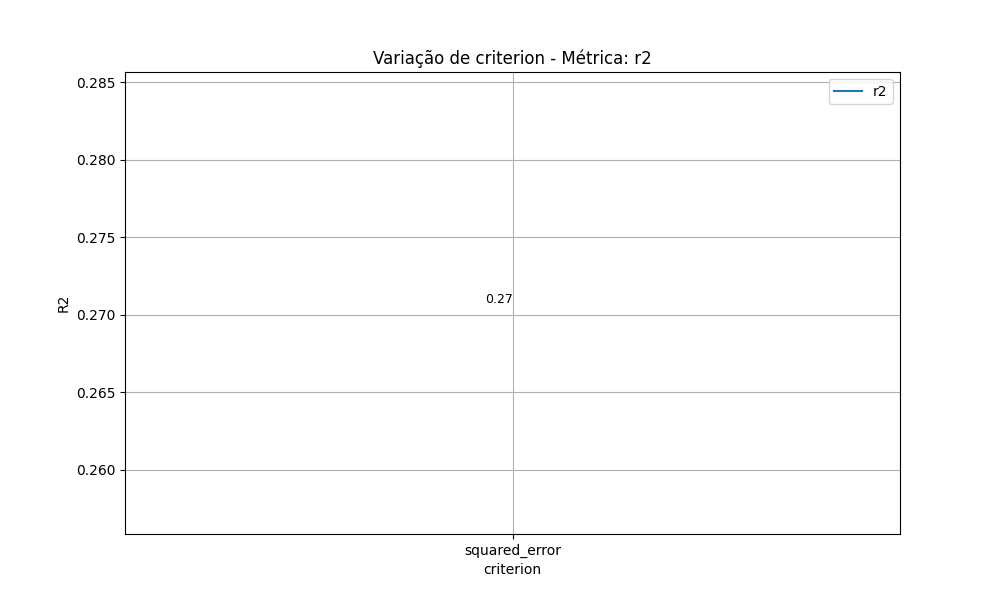 Variação de criterion - Métrica: r2
r2
0.285
0.280
0.275
0.270
0.265
0.260
R2
0.27
squared_error
criterion